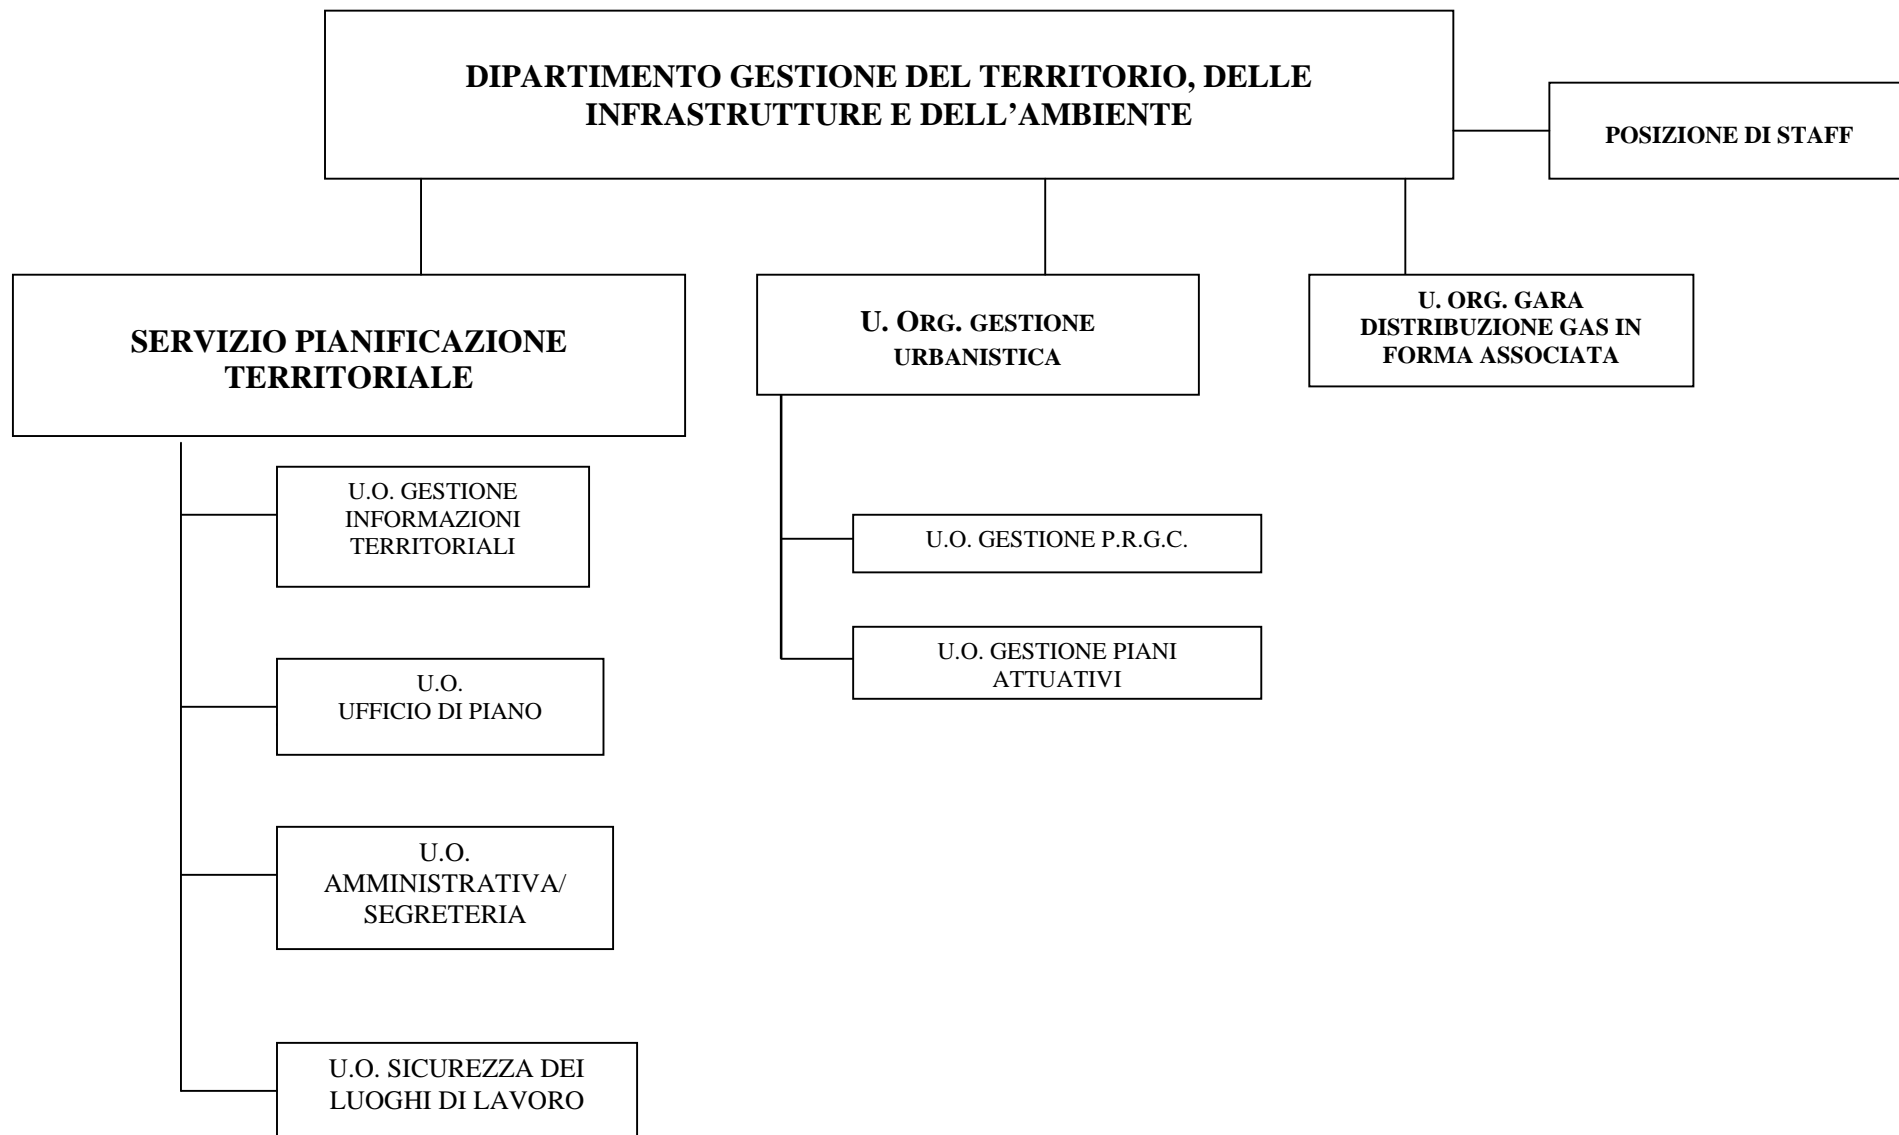 DIPARTIMENTO GESTIONE DEL TERRITORIO, DELLE
INFRASTRUTTURE E DELL’AMBIENTE
POSIZIONE DI STAFF
SERVIZIO PIANIFICAZIONE
TERRITORIALE
U. ORG. GESTIONE
URBANISTICA
U. ORG. GARA
DISTRIBUZIONE GAS IN
FORMA ASSOCIATA
U.O. GESTIONE
INFORMAZIONI
TERRITORIALI
U.O.
UFFICIO DI PIANO
U.O.
AMMINISTRATIVA/
SEGRETERIA
U.O. SICUREZZA DEI
LUOGHI DI LAVORO
U.O. GESTIONE P.R.G.C.
U.O. GESTIONE PIANI
ATTUATIVI